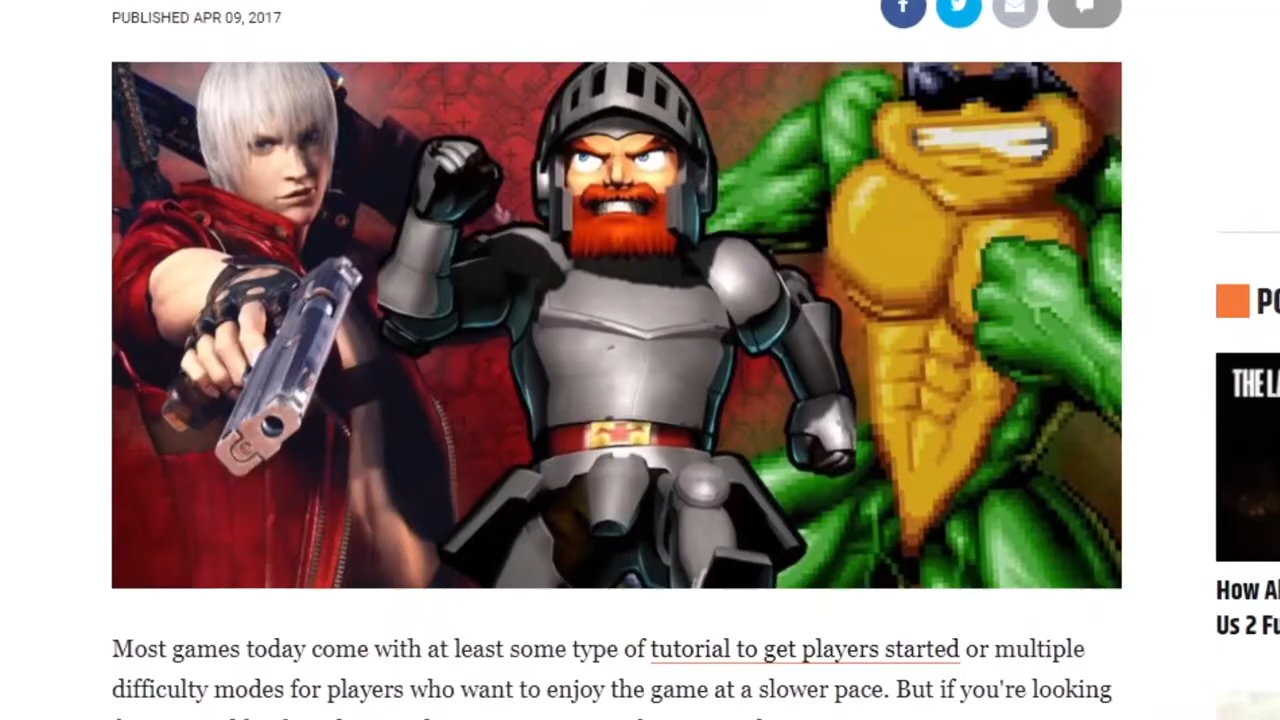 PUBLISHED APR 09, 2017
PO
THE LA
How Al
Us 2 Fu
Most games today come with at least some type of tutorial to get players started or multiple
difficulty modes for players who want to enjoy the game at a slower pace. But if you're looking